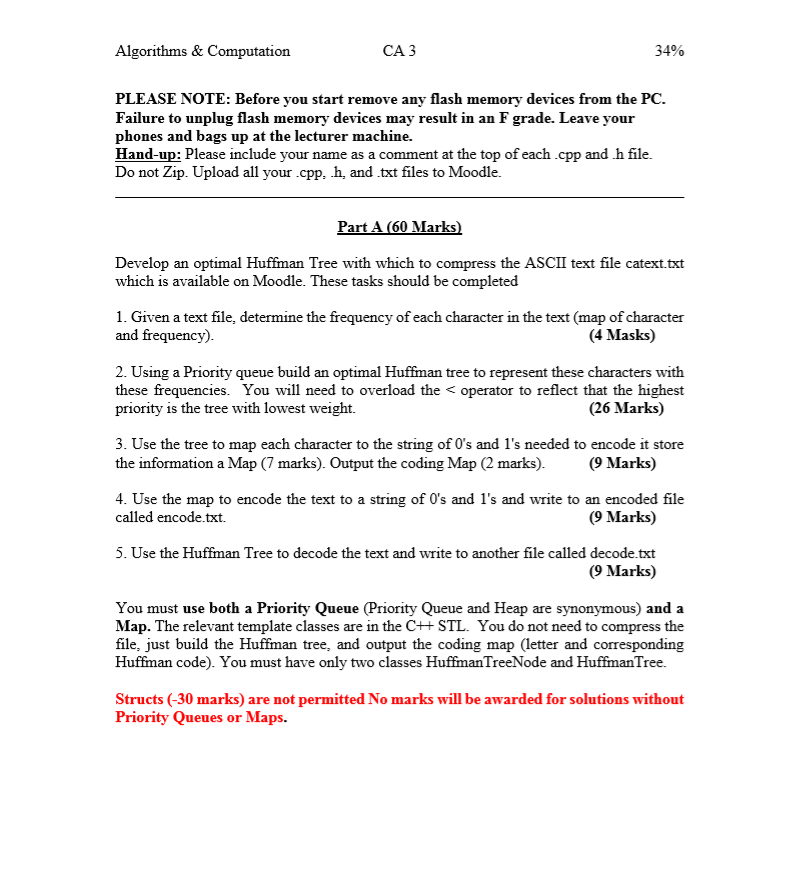 Algorithms & Computation CA 3 34%
PLEASE NOTE: Before you start remove any flash memory devices from the PC.
Failure to unplug flash memory devices may result in an F grade. Leave your
phones and bags up at the lecturer machine.
Hand-up: Please include your name as a comment at the top of each .cpp and .h file.
Do not Zip. Upload all your .cpp, .h, and .txt files to Moodle.
Part A (60 Marks)
Develop an optimal Huffman Tree with which to compress the ASCII text file catext.txt
which is available on Moodle. These tasks should be completed
1. Given a text file, determine the frequency of each character in the text (map of character
and frequency). (4 Masks)
2. Using a Priority queue build an optimal Huffman tree to represent these characters with
these frequencies. You will need to overload the < operator to reflect that the highest
priority is the tree with lowest weight. (26 Marks)
3. Use the tree to map each character to the string of 0's and 1's needed to encode it store
the information a Map (7 marks). Output the coding Map (2 marks). (9 Marks)
4. Use the map to encode the text to a string of 0's and 1's and write to an encoded file
called encode.txt. (9 Marks)
5. Use the Huffman Tree to decode the text and write to another file called decode.txt
(9 Marks)
You must use both a Priority Queue (Priority Queue and Heap are synonymous) and a
Map. The relevant template classes are in the C++ STL. You do not need to compress the
file, just build the Huffman tree, and output the coding map (letter and corresponding
Huffman code). You must have only two classes HuffmanTreeNode and HuffmanTree.
Structs (-30 marks) are not permitted No marks will be awarded for solutions without
Priority Queues or Maps.